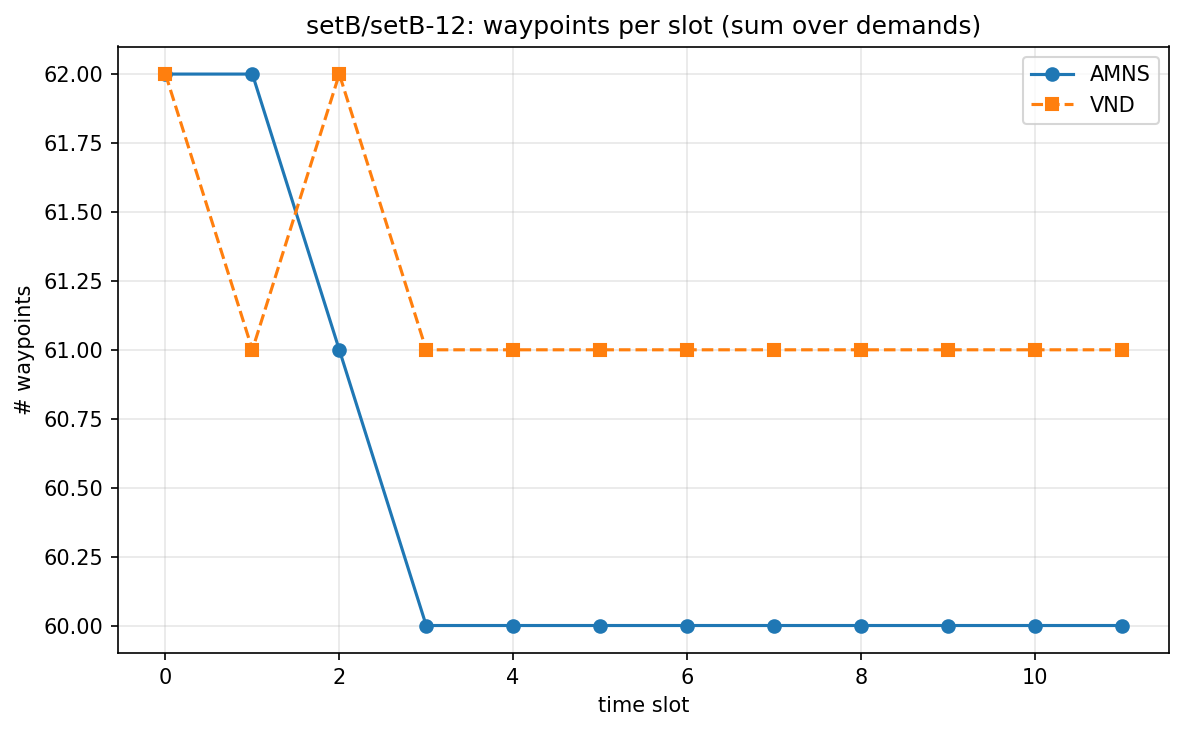 setB/setB-12: waypoints per slot (sum over demands)
AMNS
VND
# waypoints
62.00
61.75
61.50
61.25
61.00
60.75
60.50
60.25
60.00
0 2 4 6 8 10
time slot